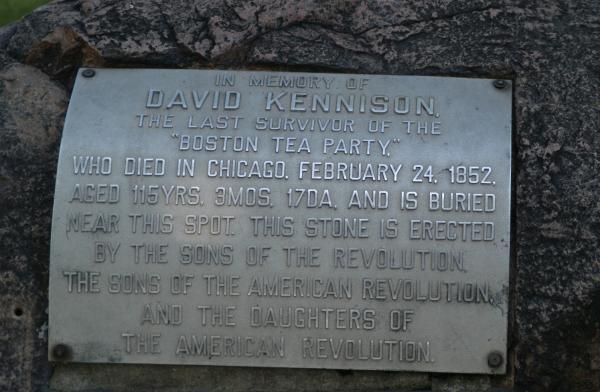 IN MEMORY OF
DAVID KENNISON,
THE LAST SURVIVOR OF THE
"BOSTON TEA PARTY,"
WHO DIED IN CHICAGO, FEBRUARY 24, 1852,
AGED 115YRS. 3MOS. 17DA. AND IS BURIED
NEAR THIS SPOT. THIS STONE IS ERECTED
BY THE SONS OF THE REVOLUTION,
THE SONS OF THE AMERICAN REVOLUTION,
AND THE DAUGHTERS OF
THE AMERICAN REVOLUTION.